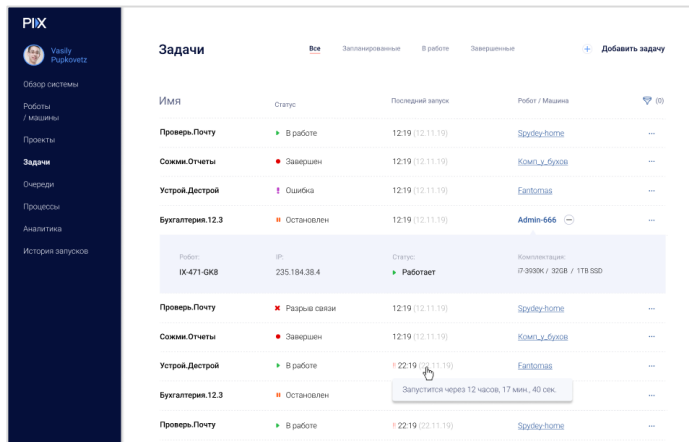 PIX
Vasily
Pupkovetz
Обзор системы
Роботы
/ машины
Проекты
Задачи
Очереди
Процессы
Аналитика
История запусков
Задачи
Все Запланированные В работе Завершенные
+ Добавить задачу
Имя Статус Последний запуск Робот / Машина (0)
Проверь.Почту В работе 12:19 (12.11.19) Spydey-home ...
Сожми.Отчеты Завершен 12:19 (12.11.19) Комп_у_бухов ...
Устрой.Дестрой Ошибка 12:19 (12.11.19) Fantomas ...
Бухгалтерия.12.3 Остановлен 12:19 (12.11.19) Admin-666 ...
Робот: IP: Статус: Комплектация:
IX-471-GK8 235.184.38.4 Работает i7-3930K / 32GB / 1TB SSD
Проверь.Почту Разрыв связи 12:19 (12.11.19) Spydey-home ...
Сожми.Отчеты Завершен 12:19 (12.11.19) Комп_у_бухов ...
Устрой.Дестрой В работе 22:19 (22.11.19) Fantomas ...
Запустится через 12 часов, 17 мин., 40 сек.
Бухгалтерия.12.3 Остановлен ...
Проверь.Почту В работе 22:19 (22.11.19) Spydey-home ...